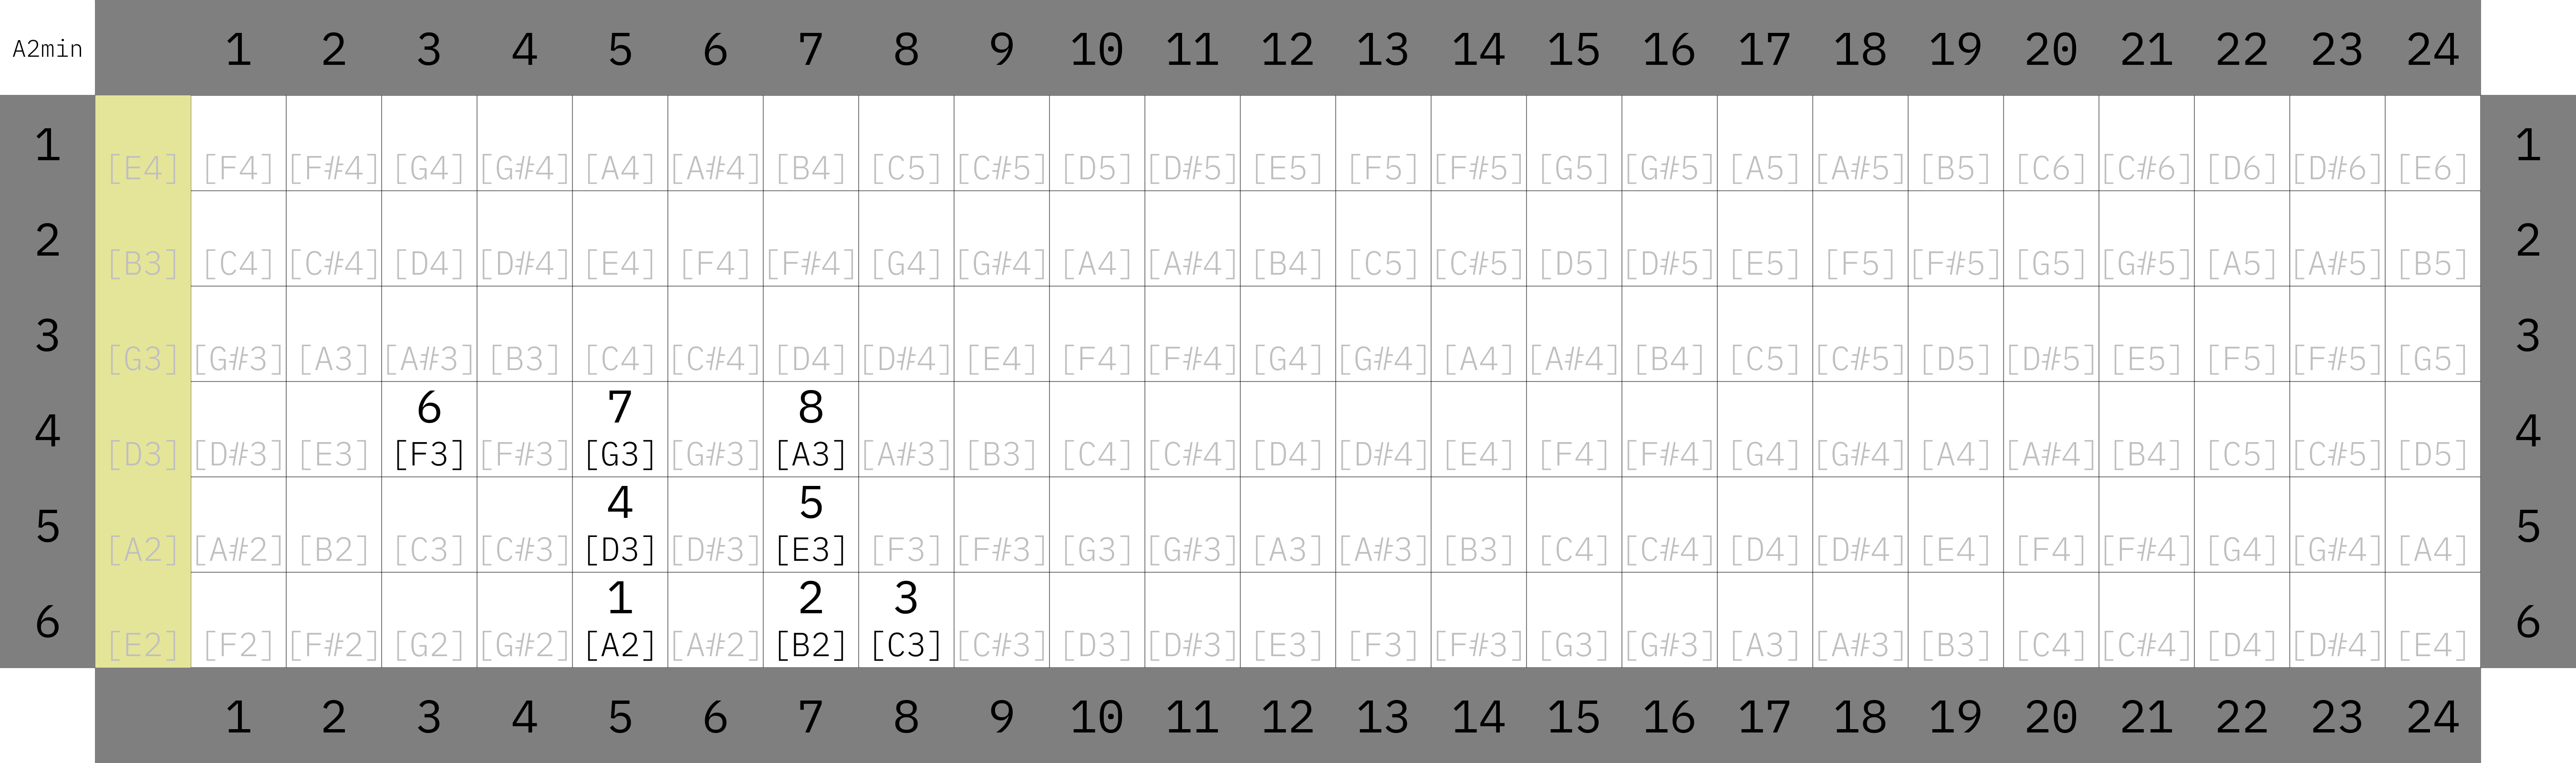 A2min 1 2 3 4 5 6 7 8 9 10 11 12 13 14 15 16 17 18 19 20 21 22 23 24
1 [E4] [F4] [F#4] [G4] [G#4] [A4] [A#4] [B4] [C5] [C#5] [D5] [D#5] [E5] [F5] [F#5] [G5] [G#5] [A5] [A#5] [B5] [C6] [C#6] [D6] [D#6] [E6] 1
2 [B3] [C4] [C#4] [D4] [D#4] [E4] [F4] [F#4] [G4] [G#4] [A4] [A#4] [B4] [C5] [C#5] [D5] [D#5] [E5] [F5] [F#5] [G5] [G#5] [A5] [A#5] [B5] 2
3 [G3] [G#3] [A3] [A#3] [B3] [C4] [C#4] [D4] [D#4] [E4] [F4] [F#4] [G4] [G#4] [A4] [A#4] [B4] [C5] [C#5] [D5] [D#5] [E5] [F5] [F#5] [G5] 3
6 7 8
4 [D3] [D#3] [E3] [F3] [F#3] [G3] [G#3] [A3] [A#3] [B3] [C4] [C#4] [D4] [D#4] [E4] [F4] [F#4] [G4] [G#4] [A4] [A#4] [B4] [C5] [C#5] [D5] 4
4 5
5 [A2] [A#2] [B2] [C3] [C#3] [D3] [D#3] [E3] [F3] [F#3] [G3] [G#3] [A3] [A#3] [B3] [C4] [C#4] [D4] [D#4] [E4] [F4] [F#4] [G4] [G#4] [A4] 5
1 2 3
6 [E2] [F2] [F#2] [G2] [G#2] [A2] [A#2] [B2] [C3] [C#3] [D3] [D#3] [E3] [F3] [F#3] [G3] [G#3] [A3] [A#3] [B3] [C4] [C#4] [D4] [D#4] [E4] 6
1 2 3 4 5 6 7 8 9 10 11 12 13 14 15 16 17 18 19 20 21 22 23 24